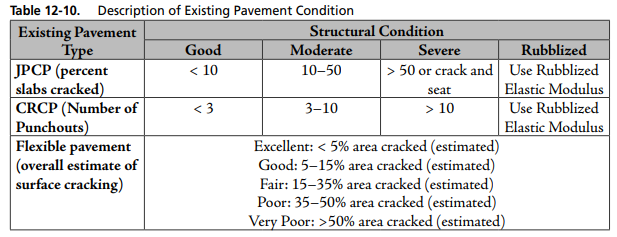 Table 12-10. Description of Existing Pavement Condition
Existing Pavement Type
Structural Condition
Good Moderate Severe Rubblized
JPCP (percent slabs cracked) < 10 10–50 > 50 or crack and seat Use Rubblized Elastic Modulus
CRCP (Number of Punchouts) < 3 3–10 > 10 Use Rubblized Elastic Modulus
Flexible pavement (overall estimate of surface cracking)
Excellent: < 5% area cracked (estimated)
Good: 5–15% area cracked (estimated)
Fair: 15–35% area cracked (estimated)
Poor: 35–50% area cracked (estimated)
Very Poor: >50% area cracked (estimated)